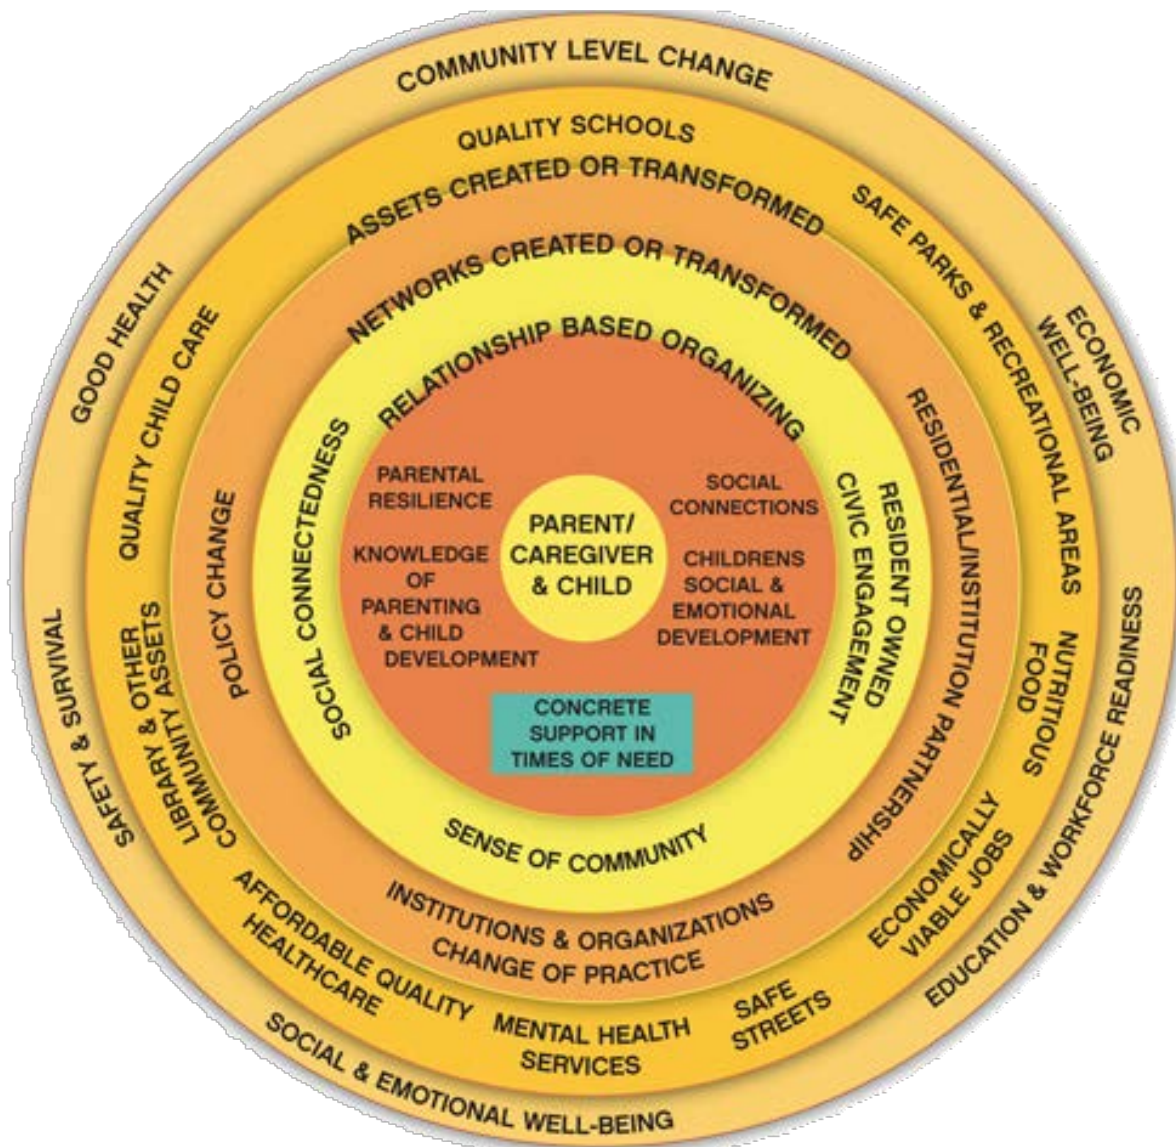 COMMUNITY LEVEL CHANGE
QUALITY SCHOOLS
ASSETS CREATED OR TRANSFORMED
NETWORKS CREATED OR TRANSFORMED
RELATIONSHIP BASED ORGANIZING
SAFE PARKS & RECREATIONAL AREAS
ECONOMIC
WELL-BEING
GOOD HEALTH
QUALITY CHILD CARE
POLICY CHANGE
SOCIAL CONNECTEDNESS
PARENTAL
RESILIENCE
KNOWLEDGE
OF
PARENTING
& CHILD
DEVELOPMENT
PARENT/
CAREGIVER
& CHILD
SOCIAL
CONNECTIONS
CHILDRENS
SOCIAL &
EMOTIONAL
DEVELOPMENT
RESIDENT OWNED
CIVIC ENGAGEMENT
RESIDENTIAL/INSTITUTION PARTNERSHIP
NUTRITIOUS
FOOD
EDUCATION & WORKFORCE READINESS
CONCRETE
SUPPORT IN
TIMES OF NEED
SENSE OF COMMUNITY
INSTITUTIONS & ORGANIZATIONS
CHANGE OF PRACTICE
SAFETY & SURVIVAL
LIBRARY & OTHER
COMMUNITY ASSETS
AFFORDABLE QUALITY
HEALTHCARE
MENTAL HEALTH
SERVICES
SAFE
STREETS
ECONOMICALLY
VIABLE JOBS
SOCIAL & EMOTIONAL WELL-BEING